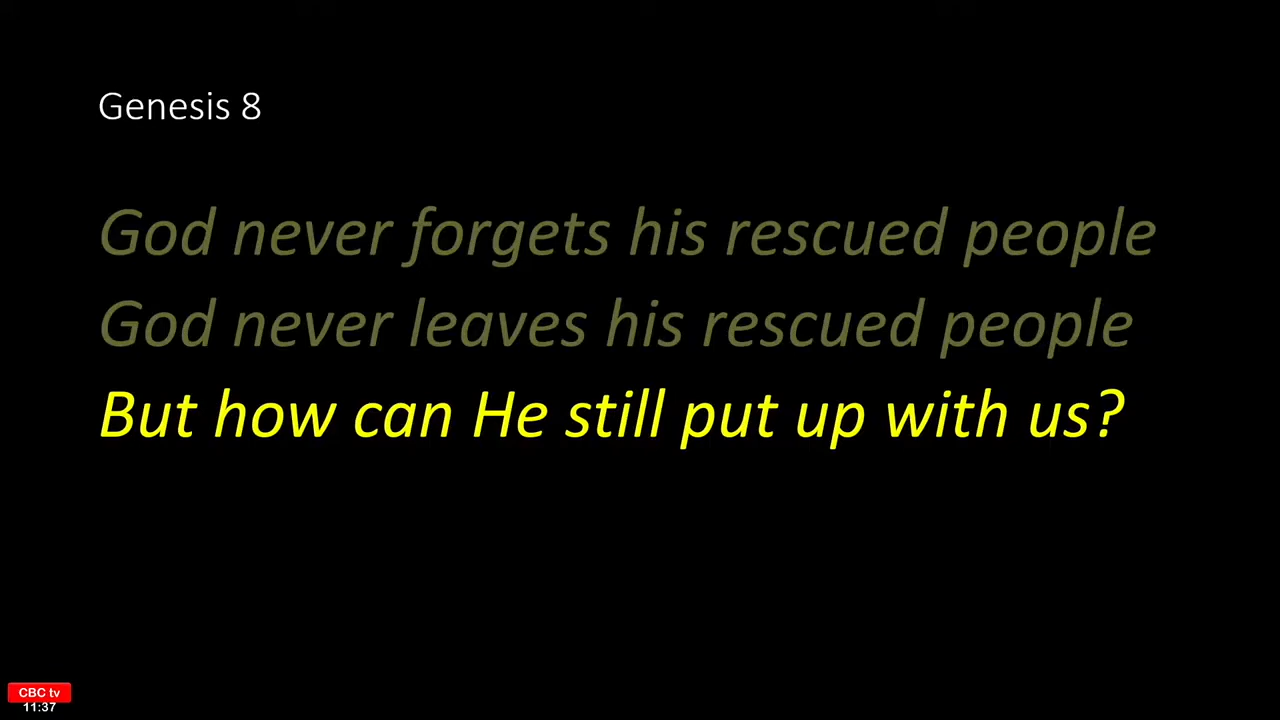 Genesis 8
God never forgets his rescued people
God never leaves his rescued people
But how can He still put up with us?
CBC tv
11:37